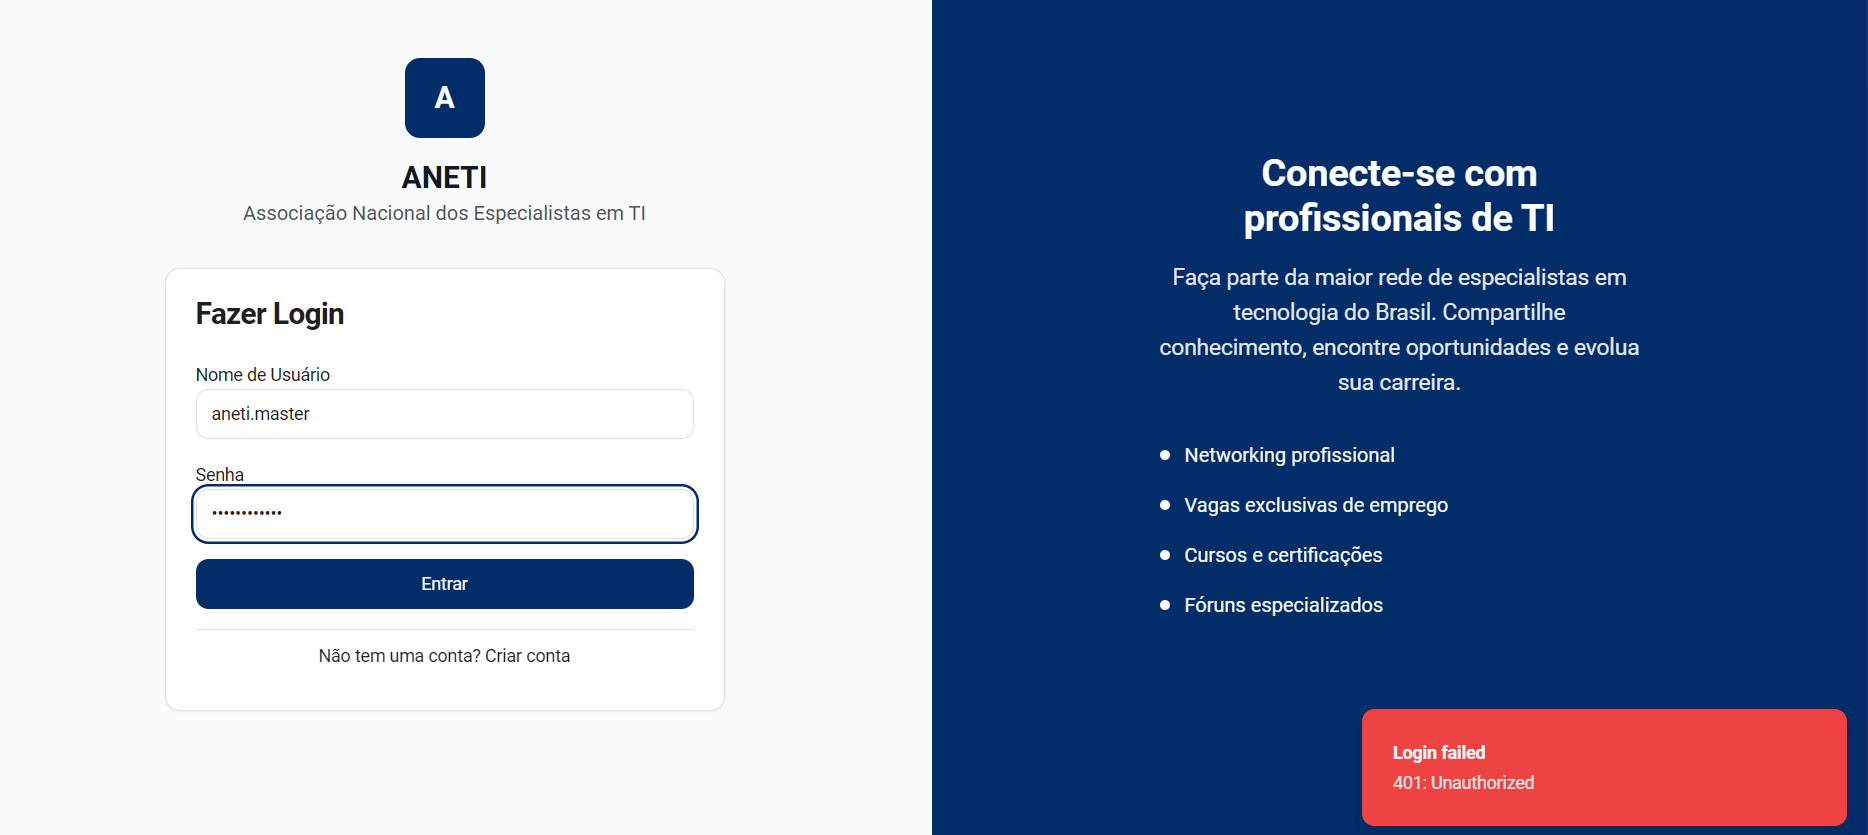 A
ANETI
Associação Nacional dos Especialistas em TI
Fazer Login
Nome de Usuário
aneti.master
Senha
••••••••••••
Entrar
Não tem uma conta? Criar conta
Conecte-se com
profissionais de TI
Faça parte da maior rede de especialistas em
tecnologia do Brasil. Compartilhe
conhecimento, encontre oportunidades e evolua
sua carreira.
Networking profissional
Vagas exclusivas de emprego
Cursos e certificações
Fóruns especializados
Login failed
401: Unauthorized